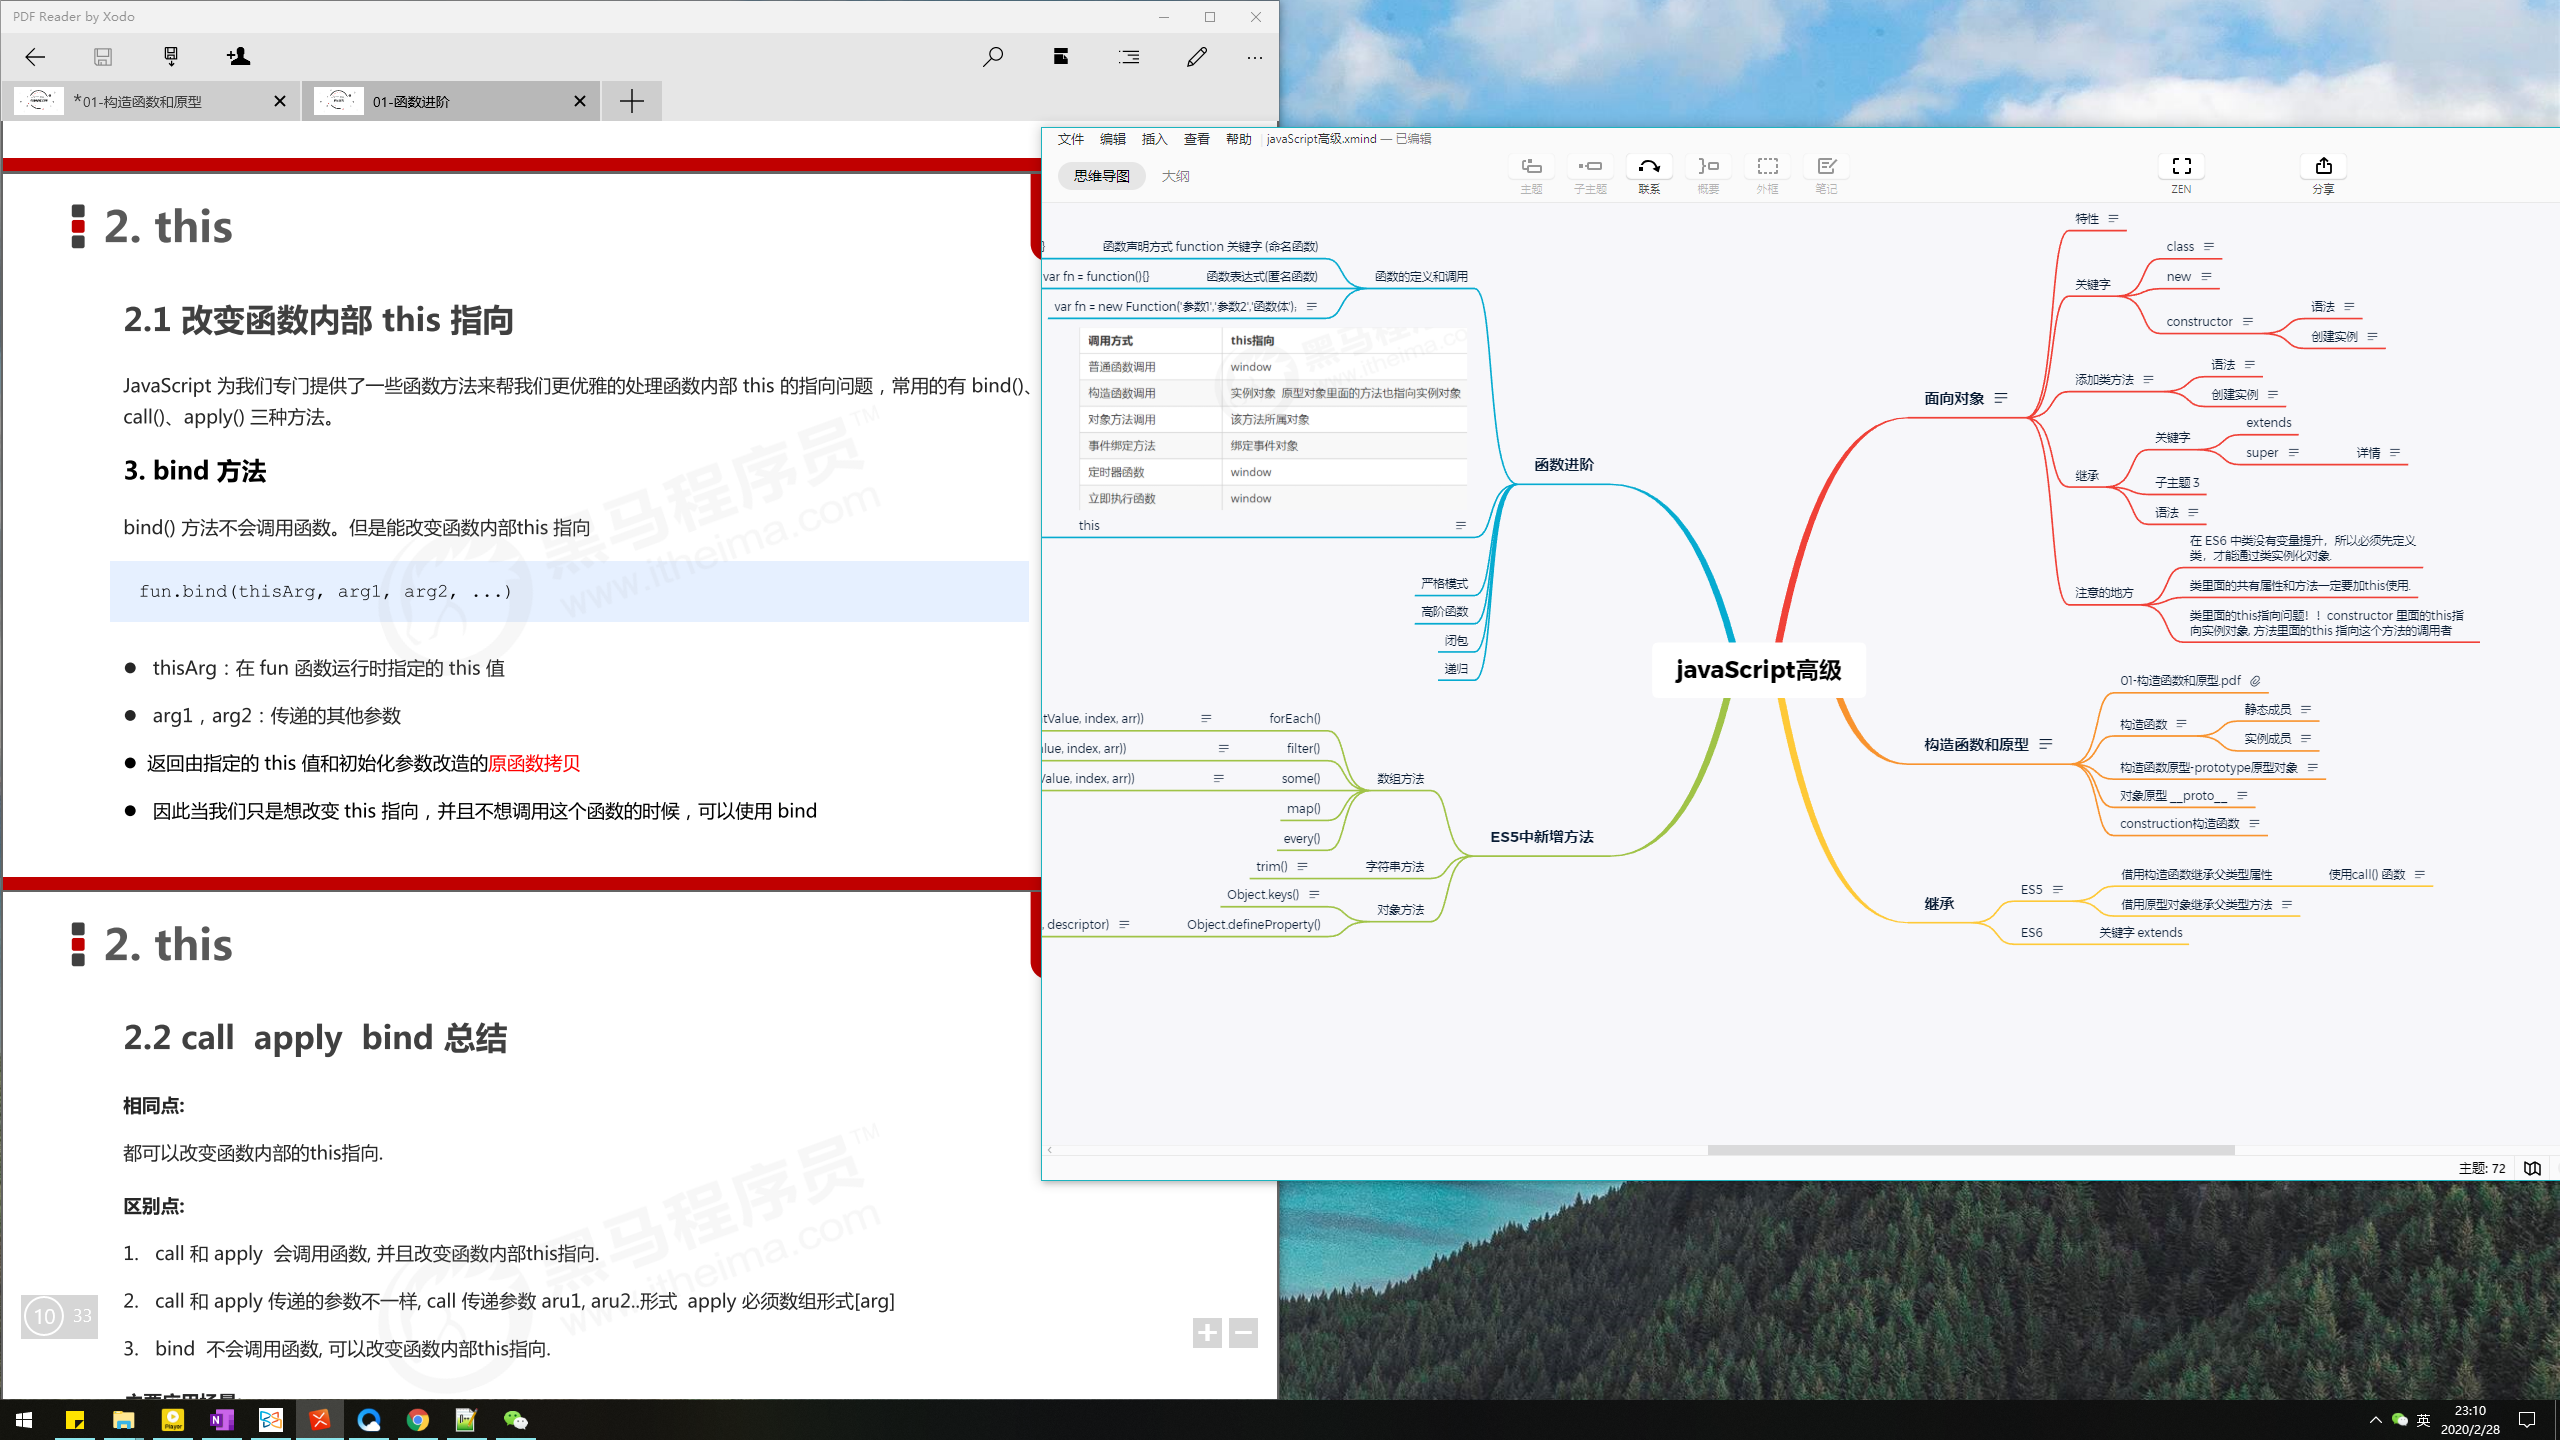 PDF Reader by Xodo
*01-构造函数和原型
01-函数进阶
2. this
2.1 改变函数内部 this 指向
JavaScript 为我们专门提供了一些函数方法来帮我们更优雅的处理函数内部 this 的指向问题，常用的有 bind()、
call()、apply() 三种方法。
3. bind 方法
bind() 方法不会调用函数。但是能改变函数内部this 指向
fun.bind(thisArg, arg1, arg2, ...)
● thisArg：在 fun 函数运行时指定的 this 值
● arg1，arg2：传递的其他参数
● 返回由指定的 this 值和初始化参数改造的原函数拷贝
● 因此当我们只是想改变 this 指向，并且不想调用这个函数的时候，可以使用 bind
黑马程序员™
www.itheima.com
2. this
2.2 call apply bind 总结
相同点:
都可以改变函数内部的this指向.
区别点:
1. call 和 apply 会调用函数, 并且改变函数内部this指向.
2. call 和 apply 传递的参数不一样, call 传递参数 aru1, aru2..形式 apply 必须数组形式[arg]
3. bind 不会调用函数, 可以改变函数内部this指向.
黑马程序员™
www.itheima.com
10 33
文件 编辑 插入 查看 帮助 javaScript高级.xmind — 已编辑
思维导图 大纲
主题 子主题 联系 概要 外框 笔记 ZEN 分享
} 函数声明方式 function 关键字 (命名函数)
var fn = function(){} 函数表达式(匿名函数)
var fn = new Function('参数1','参数2','函数体');
函数的定义和调用
调用方式 this指向
普通函数调用 window
构造函数调用 实例对象 原型对象里面的方法也指向实例对象
对象方法调用 该方法所属对象
事件绑定方法 绑定事件对象
定时器函数 window
立即执行函数 window
this
函数进阶
严格模式
高阶函数
闭包
递归
tValue, index, arr)) forEach()
lue, index, arr)) filter()
Value, index, arr)) some()
map()
every()
数组方法
trim() 字符串方法
Object.keys()
, descriptor) Object.defineProperty()
对象方法
ES5中新增方法
javaScript高级
面向对象
特性
关键字
class
new
constructor
语法
创建实例
添加类方法
语法
创建实例
继承
关键字
extends
super 详情
子主题 3
语法
注意的地方
在 ES6 中类没有变量提升，所以必须先定义
类，才能通过类实例化对象.
类里面的共有属性和方法一定要加this使用.
类里面的this指向问题！！constructor 里面的this指
向实例对象, 方法里面的this 指向这个方法的调用者
构造函数和原型
01-构造函数和原型.pdf
构造函数
静态成员
实例成员
构造函数原型-prototype原型对象
对象原型 __proto__
construction构造函数
继承
ES5
借用构造函数继承父类型属性 使用call() 函数
借用原型对象继承父类型方法
ES6 关键字 extends
主题: 72
英
23:10
2020/2/28